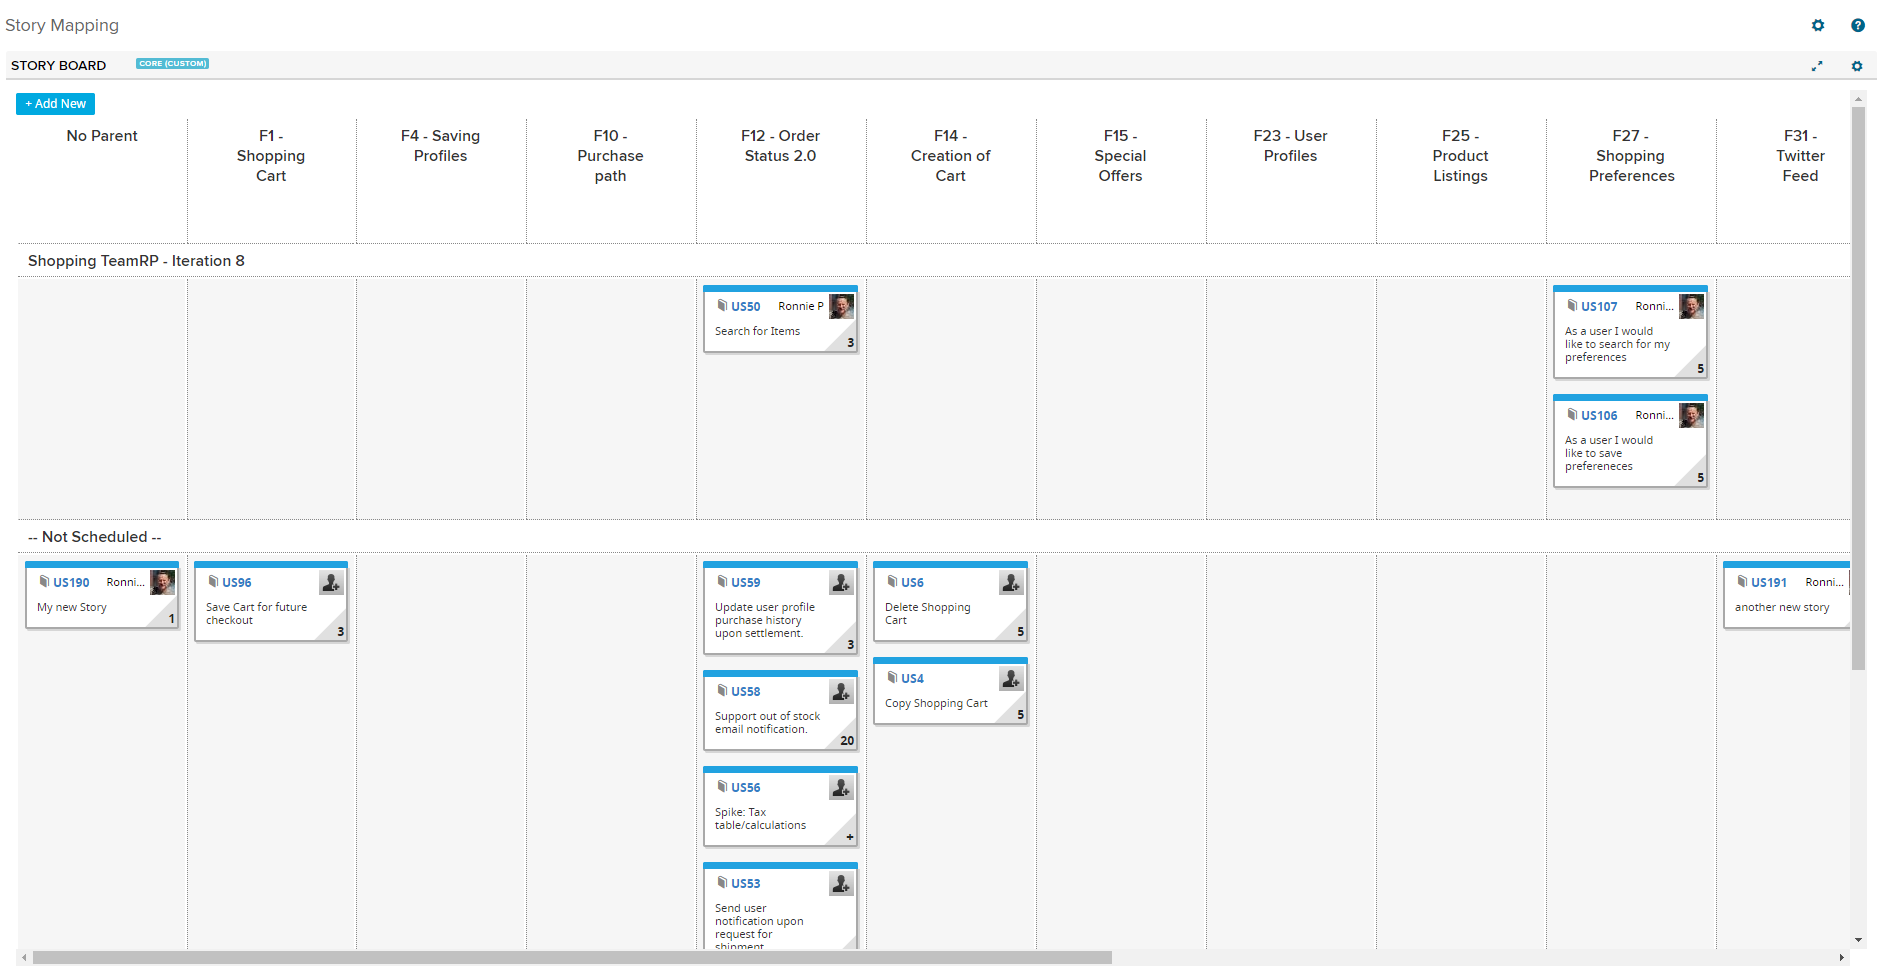 Story Mapping
STORY BOARD
CORE (CUSTOM)
+ Add New
No Parent
F1 -
Shopping
Cart
F4 - Saving
Profiles
F10 -
Purchase
path
F12 - Order
Status 2.0
F14 -
Creation of
Cart
F15 -
Special
Offers
F23 - User
Profiles
F25 -
Product
Listings
F27 -
Shopping
Preferences
F31 -
Twitter
Feed
Shopping TeamRP - Iteration 8
US50 Ronnie P
Search for Items
3
US107 Ronni...
As a user I would
like to search for my
preferences
5
US106 Ronni...
As a user I would
like to save
prefereneces
5
-- Not Scheduled --
US190 Ronni...
My new Story
1
US96
Save Cart for future
checkout
3
US59
Update user profile
purchase history
upon settlement.
3
US58
Support out of stock
email notification.
20
US56
Spike: Tax
table/calculations
+
US53
Send user
notification upon
request for
shipment
US6
Delete Shopping
Cart
5
US4
Copy Shopping Cart
5
US191 Ronni...
another new story